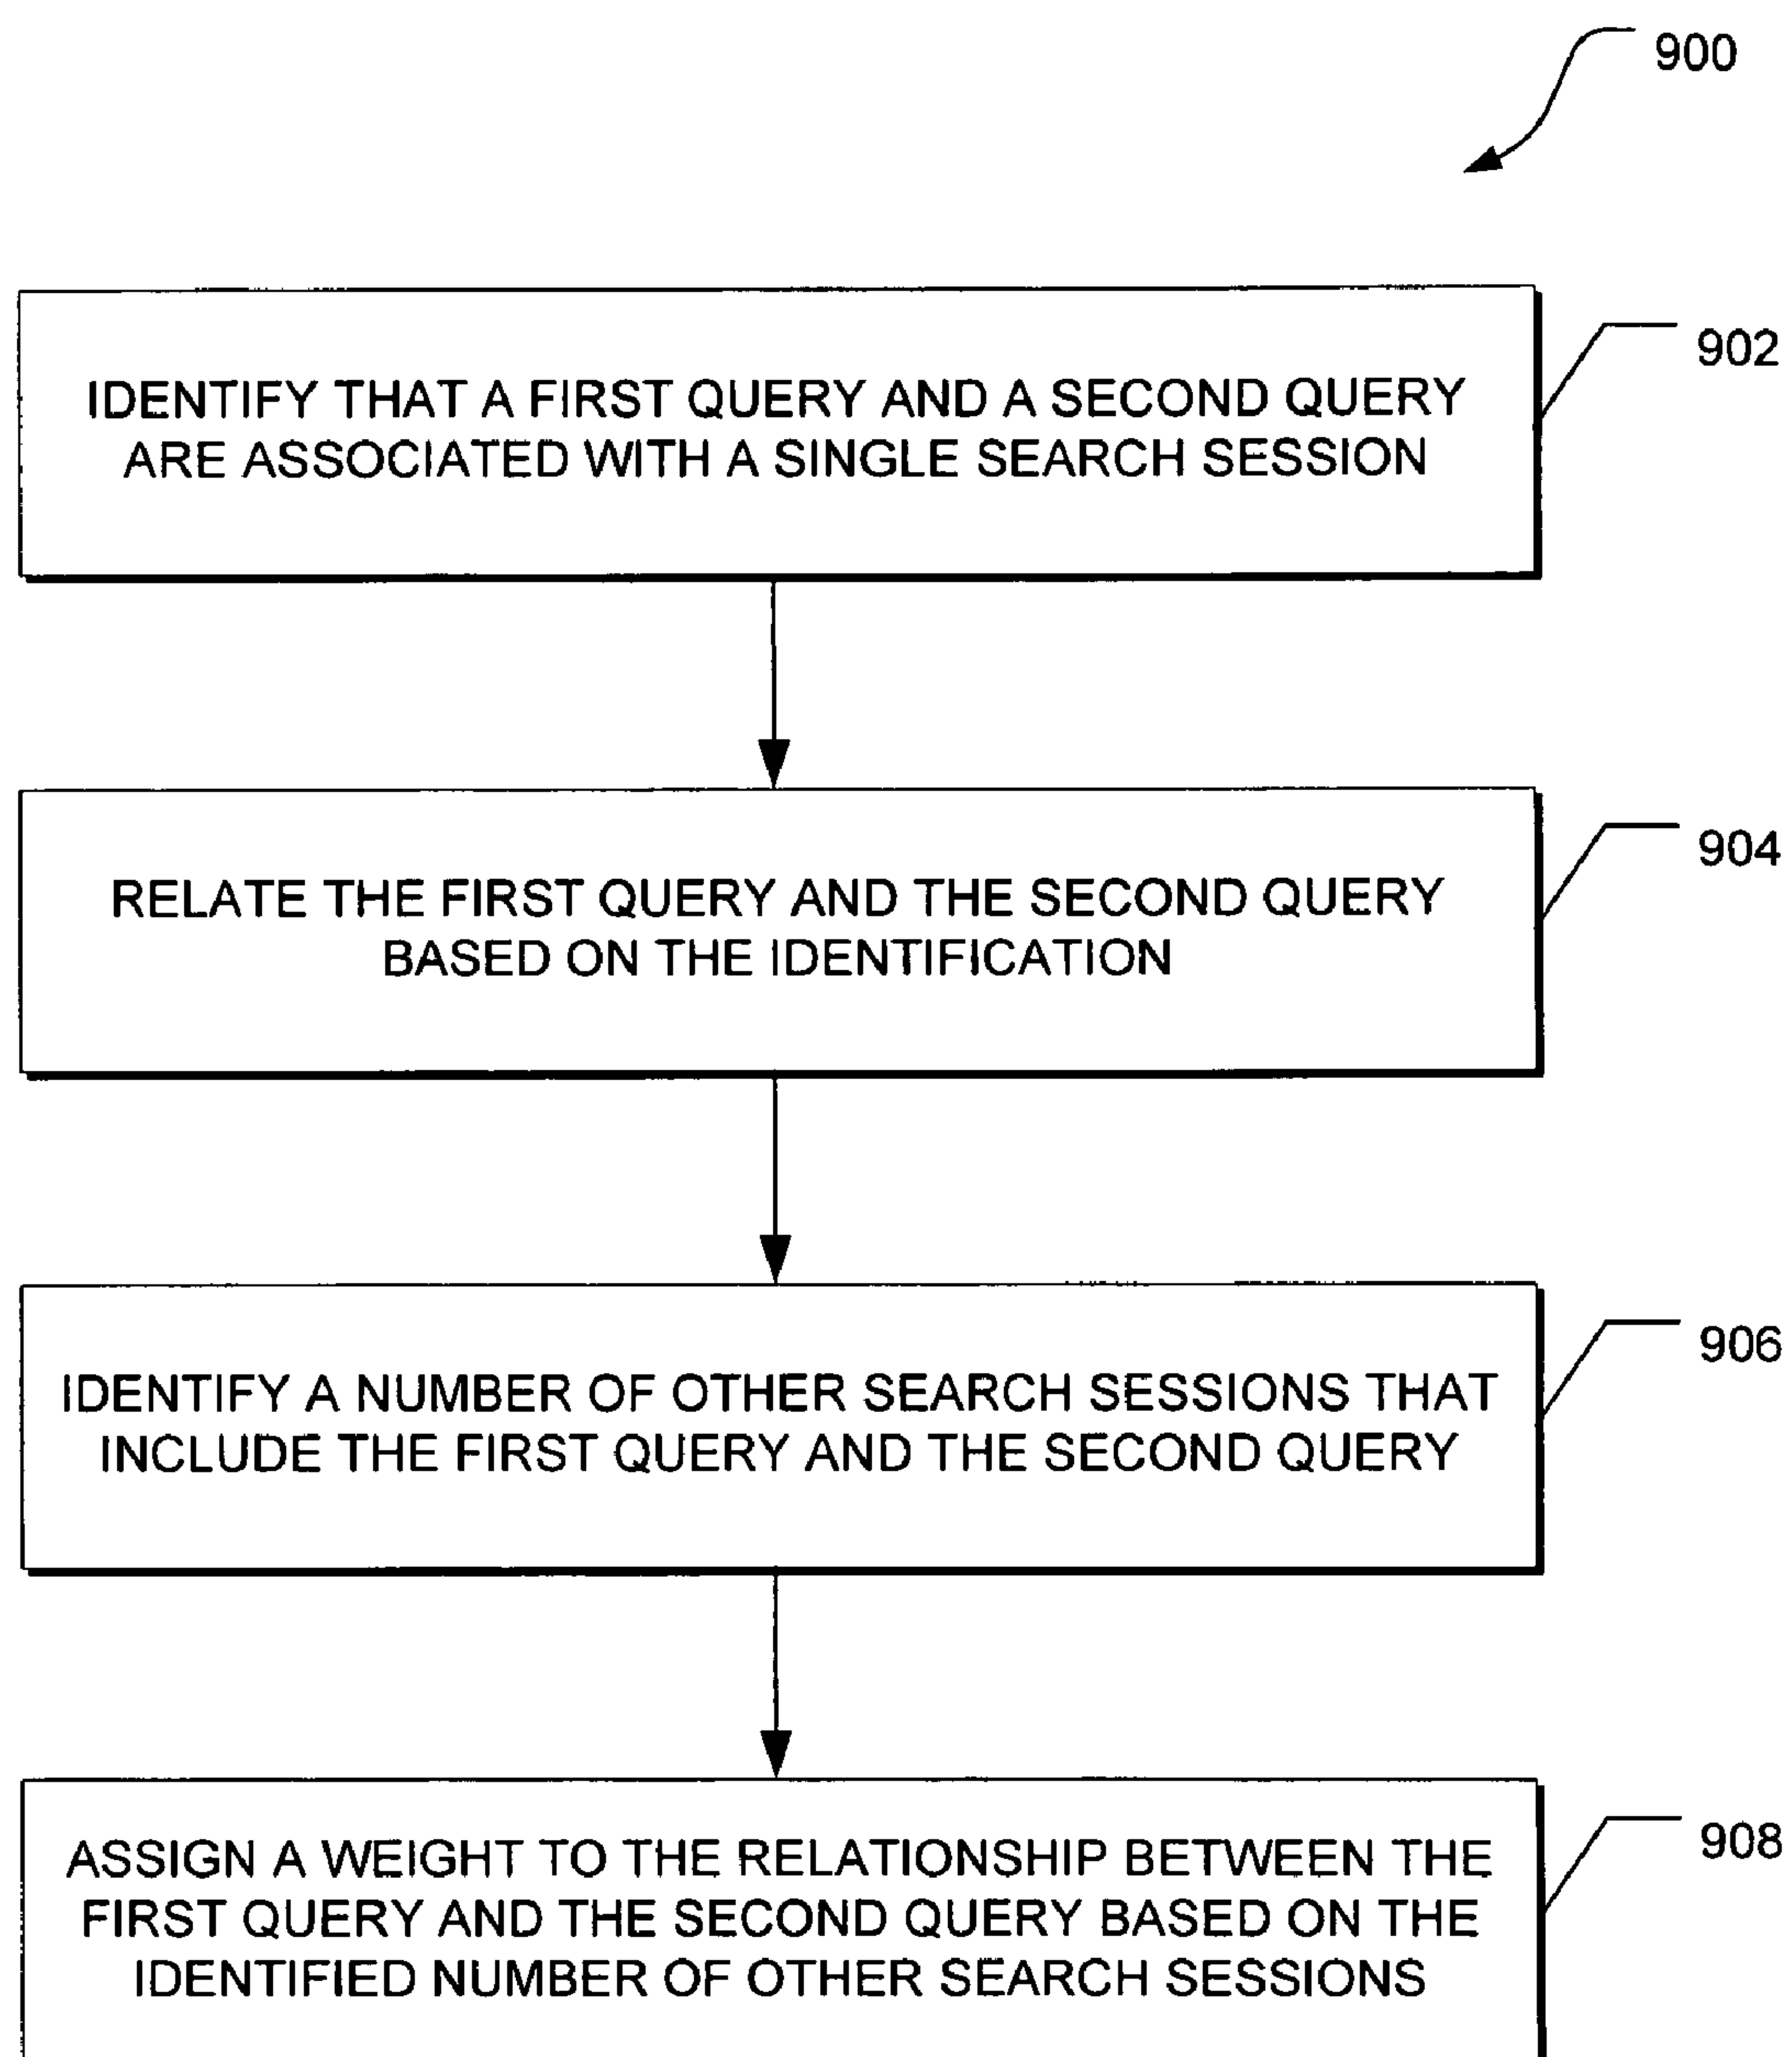 900
902
IDENTIFY THAT A FIRST QUERY AND A SECOND QUERY
ARE ASSOCIATED WITH A SINGLE SEARCH SESSION
904
RELATE THE FIRST QUERY AND THE SECOND QUERY
BASED ON THE IDENTIFICATION
906
IDENTIFY A NUMBER OF OTHER SEARCH SESSIONS THAT
INCLUDE THE FIRST QUERY AND THE SECOND QUERY
908
ASSIGN A WEIGHT TO THE RELATIONSHIP BETWEEN THE
FIRST QUERY AND THE SECOND QUERY BASED ON THE
IDENTIFIED NUMBER OF OTHER SEARCH SESSIONS